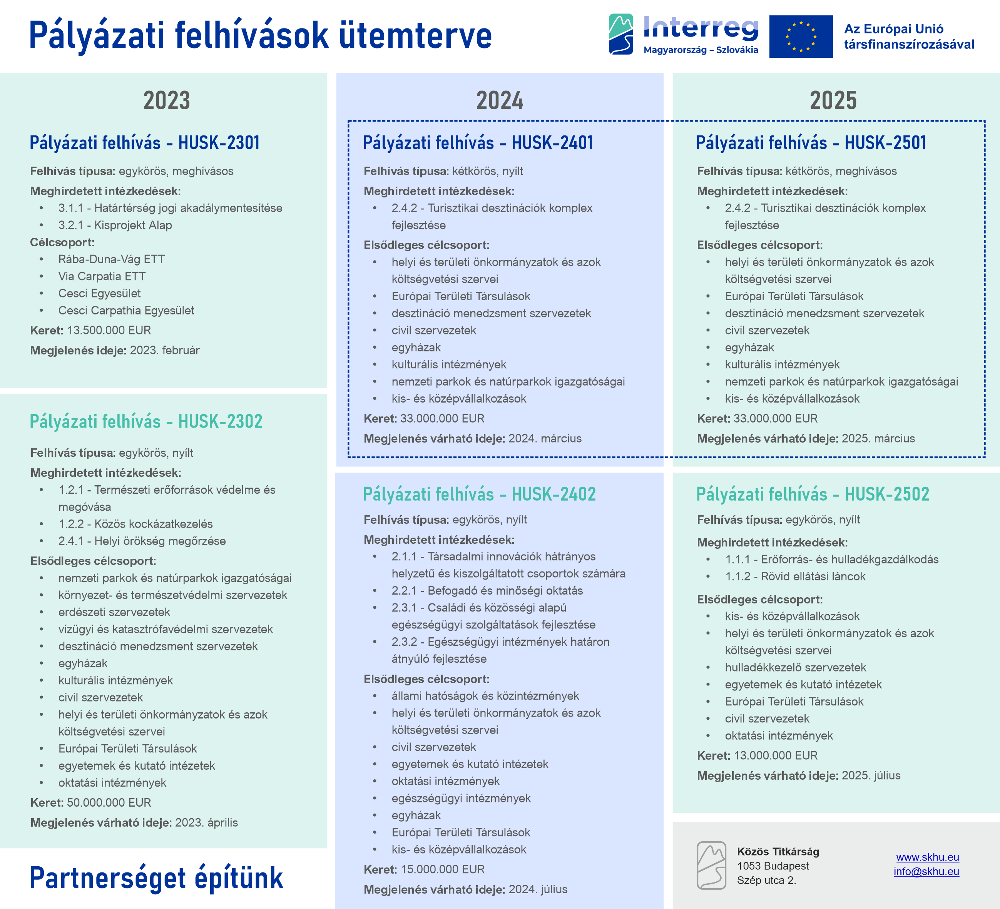 Pályázati felhívások ütemterve
Interreg
Magyarország – Szlovákia
Az Európai Unió
társfinanszírozásával
2023
Pályázati felhívás - HUSK-2301
Felhívás típusa: egykörös, meghívásos
Meghirdetett intézkedések:
• 3.1.1 - Határtérség jogi akadálymentesítése
• 3.2.1 - Kisprojekt Alap
Célcsoport:
• Rába-Duna-Vág ETT
• Via Carpatia ETT
• Cesci Egyesület
• Cesci Carpathia Egyesület
Keret: 13.500.000 EUR
Megjelenés ideje: 2023. február
Pályázati felhívás - HUSK-2302
Felhívás típusa: egykörös, nyílt
Meghirdetett intézkedések:
• 1.2.1 - Természeti erőforrások védelme és
megóvása
• 1.2.2 - Közös kockázatkezelés
• 2.4.1 - Helyi örökség megőrzése
Elsődleges célcsoport:
• nemzeti parkok és natúrparkok igazgatóságai
• környezet- és természetvédelmi szervezetek
• erdészeti szervezetek
• vízügyi és katasztrófavédelmi szervezetek
• desztináció menedzsment szervezetek
• egyházak
• kulturális intézmények
• civil szervezetek
• helyi és területi önkormányzatok és azok
költségvetési szervei
• Európai Területi Társulások
• egyetemek és kutató intézetek
• oktatási intézmények
Keret: 50.000.000 EUR
Megjelenés várható ideje: 2023. április
Partnerséget építünk
2024
Pályázati felhívás - HUSK-2401
Felhívás típusa: kétkörös, nyílt
Meghirdetett intézkedések:
• 2.4.2 - Turisztikai desztinációk komplex
fejlesztése
Elsődleges célcsoport:
• helyi és területi önkormányzatok és azok
költségvetési szervei
• Európai Területi Társulások
• desztináció menedzsment szervezetek
• civil szervezetek
• egyházak
• kulturális intézmények
• nemzeti parkok és natúrparkok igazgatóságai
• kis- és középvállalkozások
Keret: 33.000.000 EUR
Megjelenés várható ideje: 2024. március
Pályázati felhívás - HUSK-2402
Felhívás típusa: egykörös, nyílt
Meghirdetett intézkedések:
• 2.1.1 - Társadalmi innovációk hátrányos
helyzetű és kiszolgáltatott csoportok számára
• 2.2.1 - Befogadó és minőségi oktatás
• 2.3.1 - Családi és közösségi alapú
egészségügyi szolgáltatások fejlesztése
• 2.3.2 - Egészségügyi intézmények határon
átnyúló fejlesztése
Elsődleges célcsoport:
• állami hatóságok és közintézmények
• helyi és területi önkormányzatok és azok
költségvetési szervei
• civil szervezetek
• egyetemek és kutató intézetek
• oktatási intézmények
• egészségügyi intézmények
• egyházak
• Európai Területi Társulások
• kis- és középvállalkozások
Keret: 15.000.000 EUR
Megjelenés várható ideje: 2024. július
2025
Pályázati felhívás - HUSK-2501
Felhívás típusa: kétkörös, meghívásos
Meghirdetett intézkedések:
• 2.4.2 - Turisztikai desztinációk komplex
fejlesztése
Elsődleges célcsoport:
• helyi és területi önkormányzatok és azok
költségvetési szervei
• Európai Területi Társulások
• desztináció menedzsment szervezetek
• civil szervezetek
• egyházak
• kulturális intézmények
• nemzeti parkok és natúrparkok igazgatóságai
• kis- és középvállalkozások
Keret: 33.000.000 EUR
Megjelenés várható ideje: 2025. március
Pályázati felhívás - HUSK-2502
Felhívás típusa: egykörös, nyílt
Meghirdetett intézkedések:
• 1.1.1 - Erőforrás- és hulladékgazdálkodás
• 1.1.2 - Rövid ellátási láncok
Elsődleges célcsoport:
• kis- és középvállalkozások
• helyi és területi önkormányzatok és azok
költségvetési szervei
• hulladékkezelő szervezetek
• egyetemek és kutató intézetek
• Európai Területi Társulások
• civil szervezetek
• oktatási intézmények
Keret: 13.000.000 EUR
Megjelenés várható ideje: 2025. július
Közös Titkárság
1053 Budapest
Szép utca 2.
www.skhu.eu
info@skhu.eu